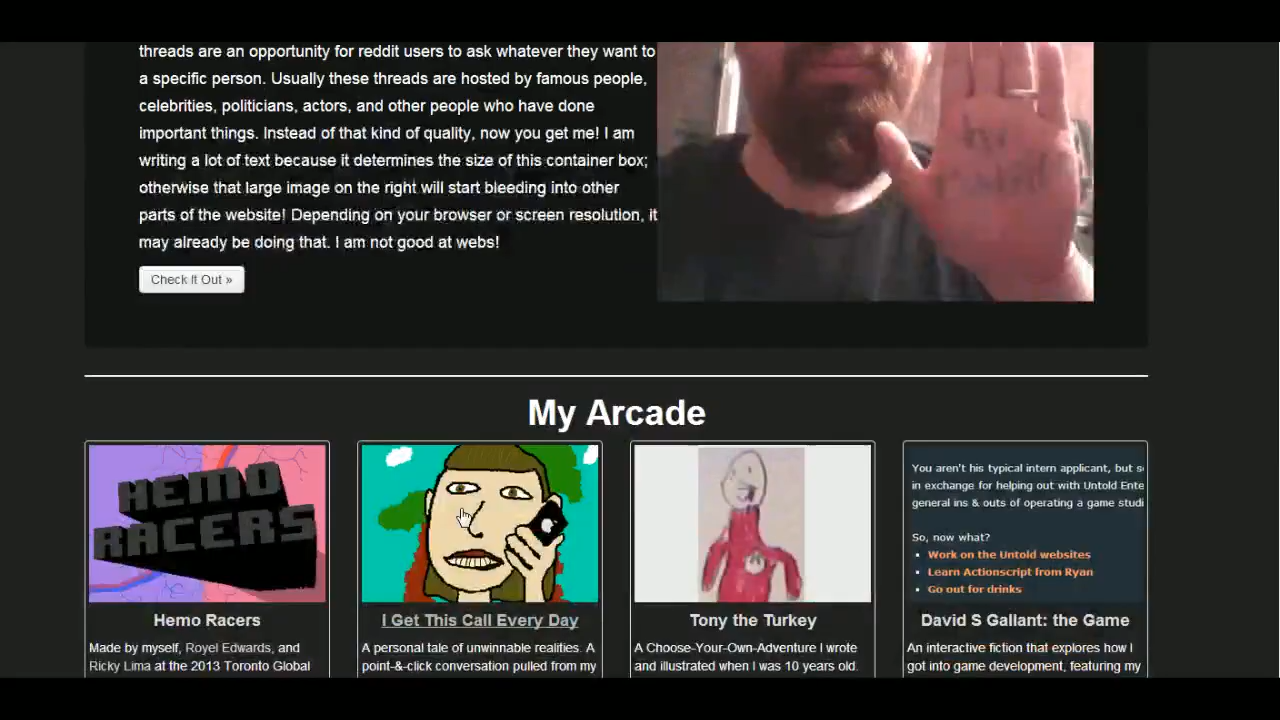 threads are an opportunity for reddit users to ask whatever they want to
a specific person. Usually these threads are hosted by famous people,
celebrities, politicians, actors, and other people who have done
important things. Instead of that kind of quality, now you get me! I am
writing a lot of text because it determines the size of this container box;
otherwise that large image on the right will start bleeding into other
parts of the website! Depending on your browser or screen resolution, it
may already be doing that. I am not good at webs!
Check It Out »
My Arcade
HEMO
RACERS
Hemo Racers
Made by myself, Royel Edwards, and
Ricky Lima at the 2013 Toronto Global
I Get This Call Every Day
A personal tale of unwinnable realities. A
point-&-click conversation pulled from my
Tony the Turkey
A Choose-Your-Own-Adventure I wrote
and illustrated when I was 10 years old.
You aren't his typical intern applicant, but s
in exchange for helping out with Untold Ente
general ins & outs of operating a game studi
So, now what?
• Work on the Untold websites
• Learn Actionscript from Ryan
• Go out for drinks
David S Gallant: the Game
An interactive fiction that explores how I
got into game development, featuring my